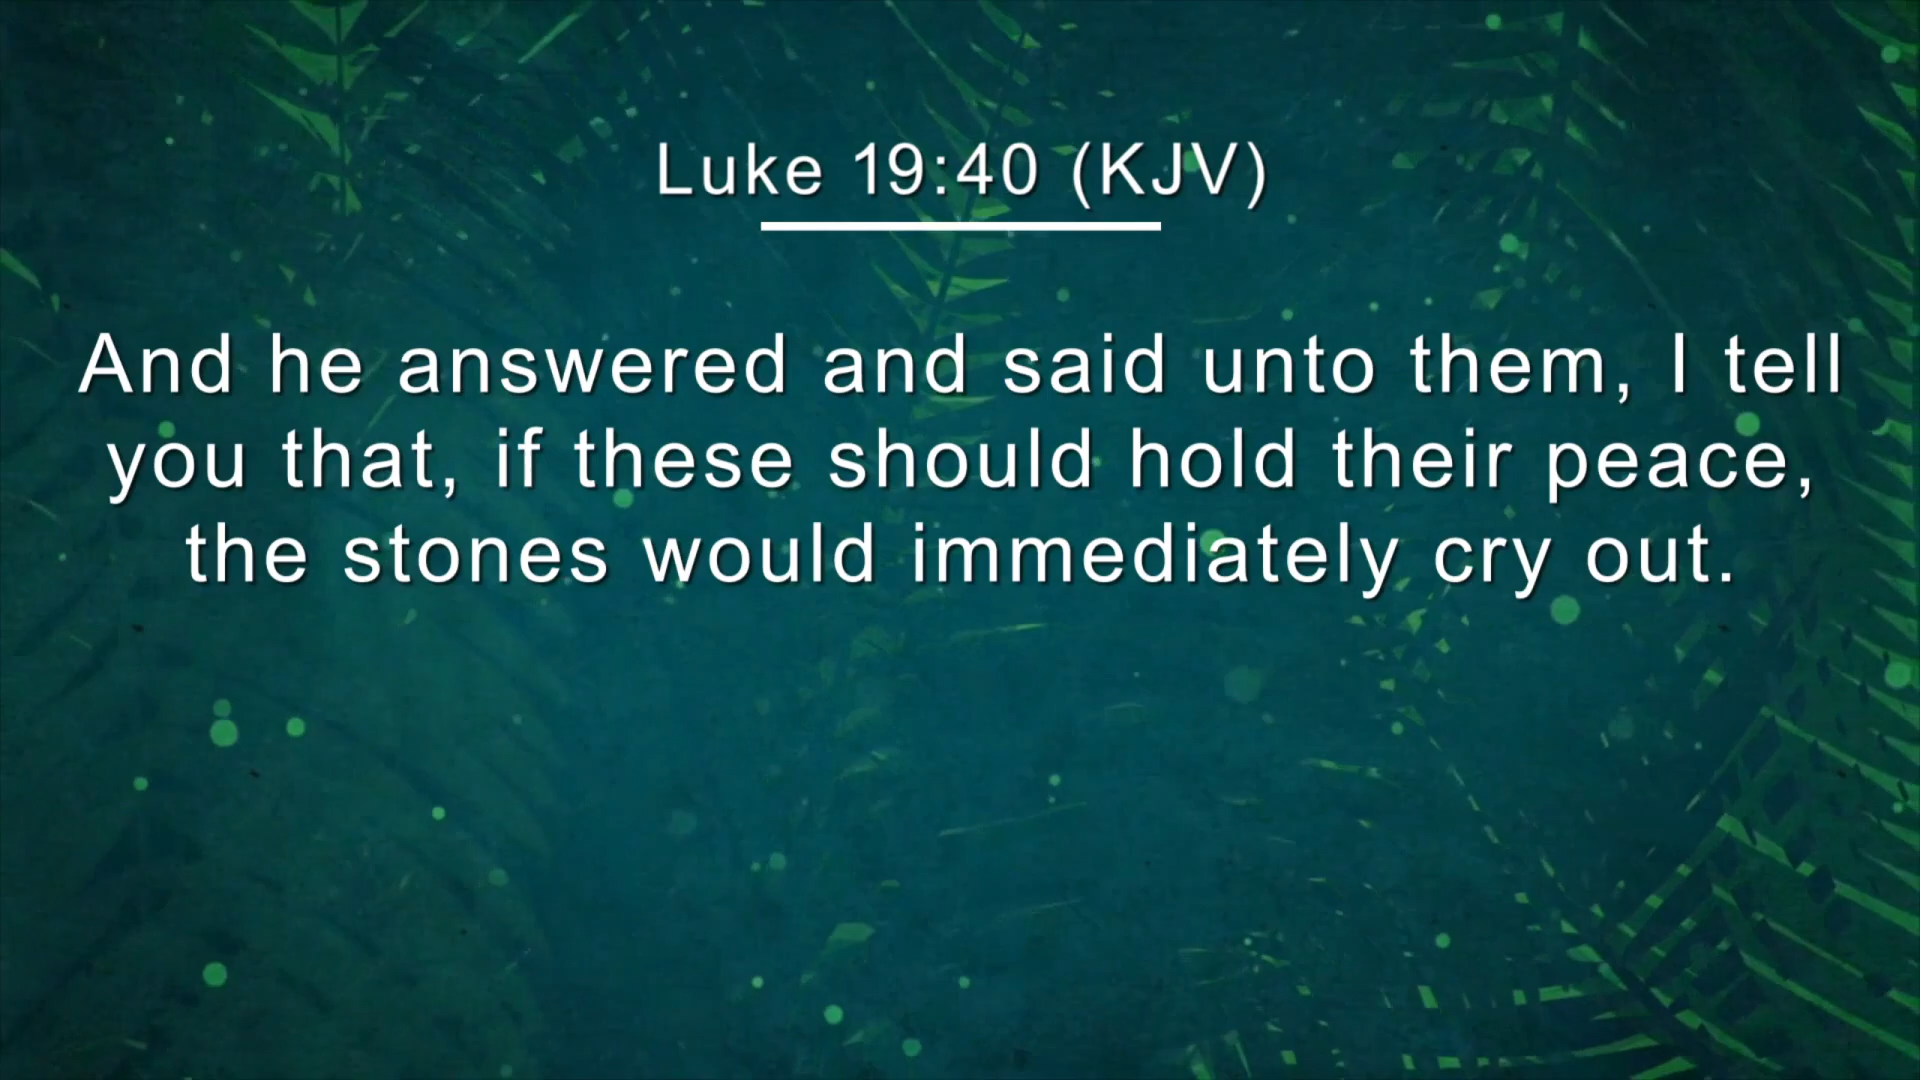 Luke 19:40 (KJV)
And he answered and said unto them, I tell
you that, if these should hold their peace,
the stones would immediately cry out.